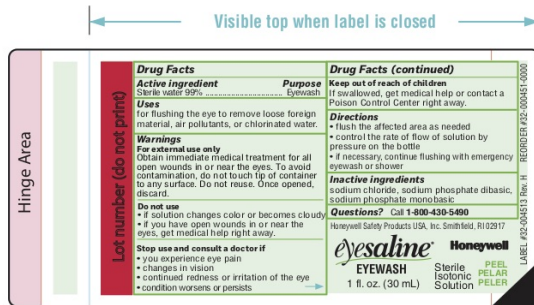 Visible top when label is closed
Hinge Area
Lot number (do not print)
Drug Facts
Active ingredient Purpose
Sterile water 99% .............................. Eyewash
Uses
for flushing the eye to remove loose foreign
material, air pollutants, or chlorinated water.
Warnings
For external use only
Obtain immediate medical treatment for all
open wounds in or near the eyes. To avoid
contamination, do not touch tip of container
to any surface. Do not reuse. Once opened,
discard.
Do not use
• if solution changes color or becomes cloudy
• if you have open wounds in or near the
eyes, get medical help right away.
Stop use and consult a doctor if
• you experience eye pain
• changes in vision
• continued redness or irritation of the eye
• condition worsens or persists
Drug Facts (continued)
Keep out of reach of children
If swallowed, get medical help or contact a
Poison Control Center right away.
Directions
• flush the affected area as needed
• control the rate of flow of solution by
pressure on the bottle
• if necessary, continue flushing with emergency
eyewash or shower
Inactive ingredients
sodium chloride, sodium phosphate dibasic,
sodium phosphate monobasic
Questions? Call 1-800-430-5490
Honeywell Safety Products USA, Inc. Smithfield, RI 02917
eyesaline®
EYEWASH
1 fl. oz. (30 mL)
Honeywell
Sterile
Isotonic
Solution
PEEL
PELAR
PELER
LABEL #32-004513 Rev. H REORDER #32-000451-0000